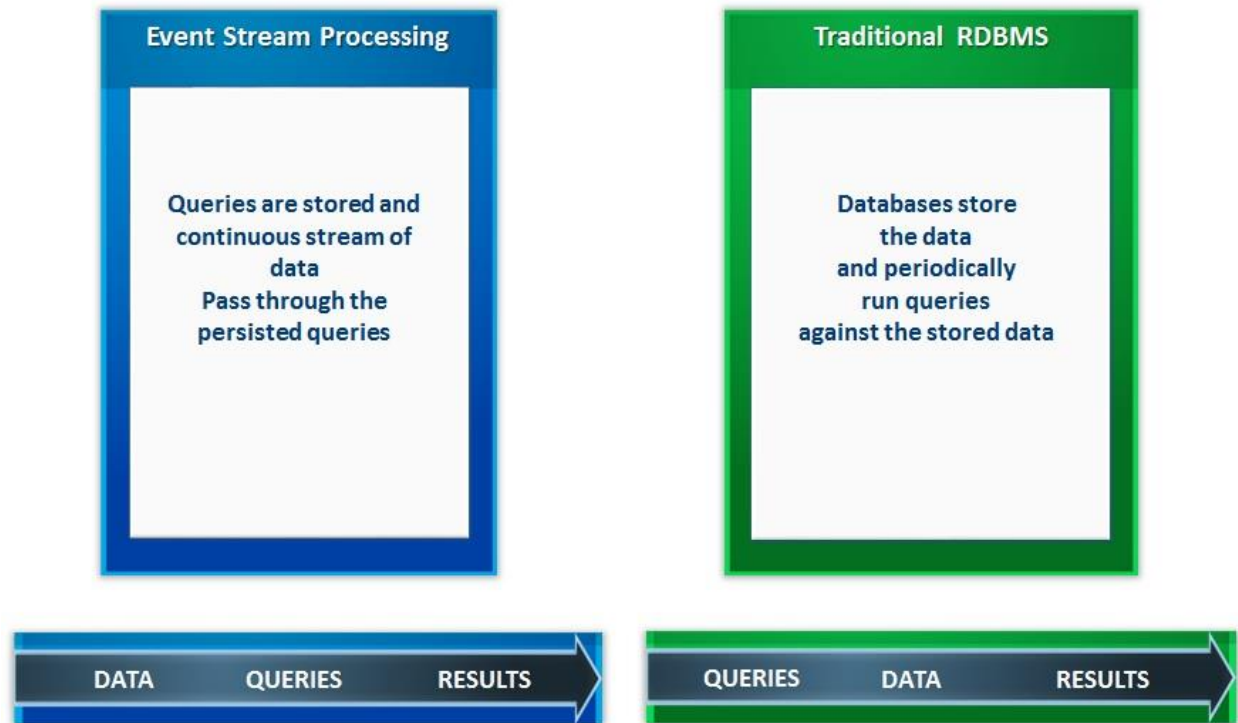 Event Stream Processing
Queries are stored and
continuous stream of
data
Pass through the
persisted queries
Traditional RDBMS
Databases store
the data
and periodically
run queries
against the stored data
DATA QUERIES RESULTS
QUERIES DATA RESULTS